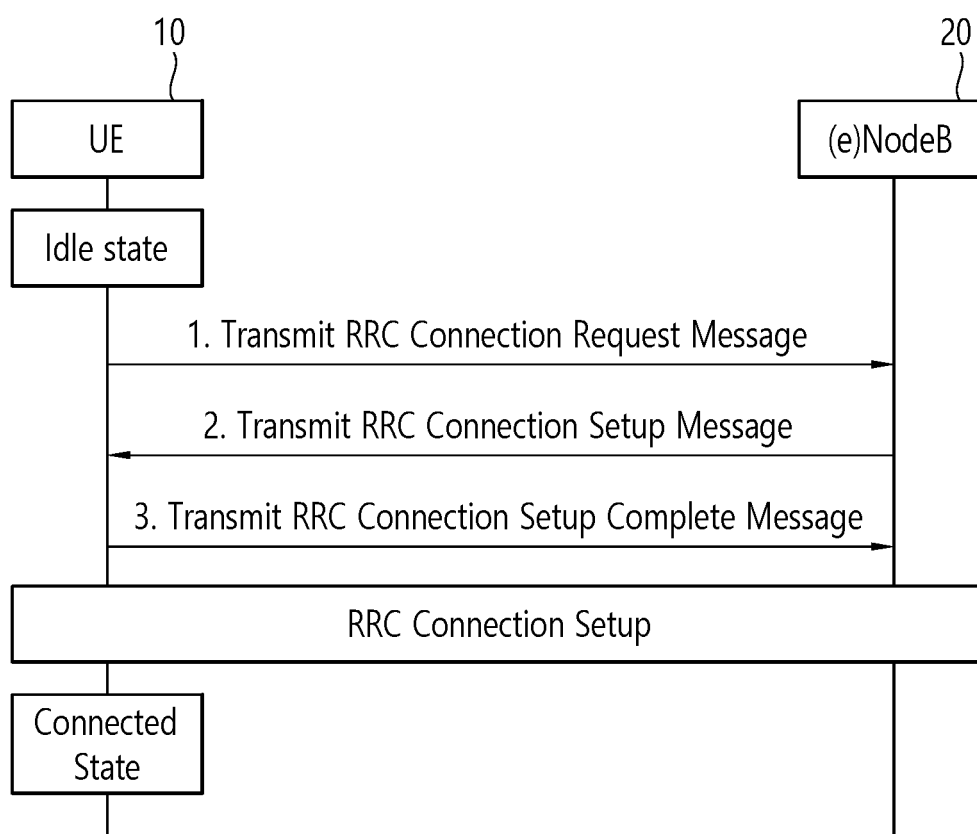 10
20
UE
(e)NodeB
Idle state
1. Transmit RRC Connection Request Message
2. Transmit RRC Connection Setup Message
3. Transmit RRC Connection Setup Complete Message
RRC Connection Setup
Connected
State